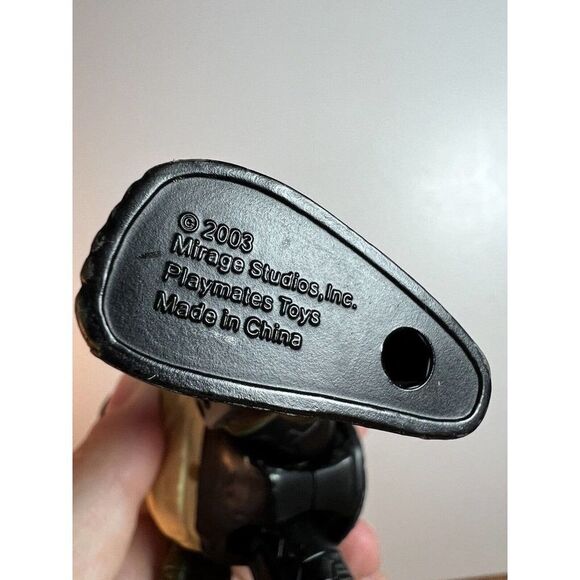 © 2003
Mirage Studios, Inc.
Playmates Toys
Made in China